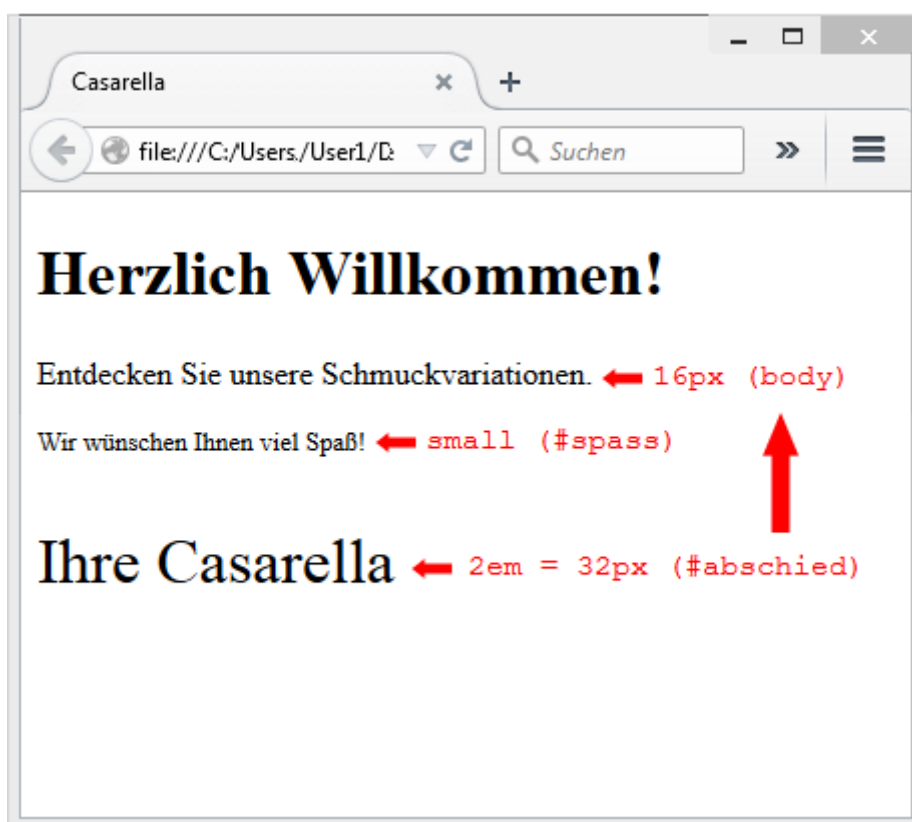 Casarella
file:///C:/Users./User1/D
Suchen
Herzlich Willkommen!
Entdecken Sie unsere Schmuckvariationen. 16px (body)
Wir wünschen Ihnen viel Spaß! small (#spass)
Ihre Casarella 2em = 32px (#abschied)